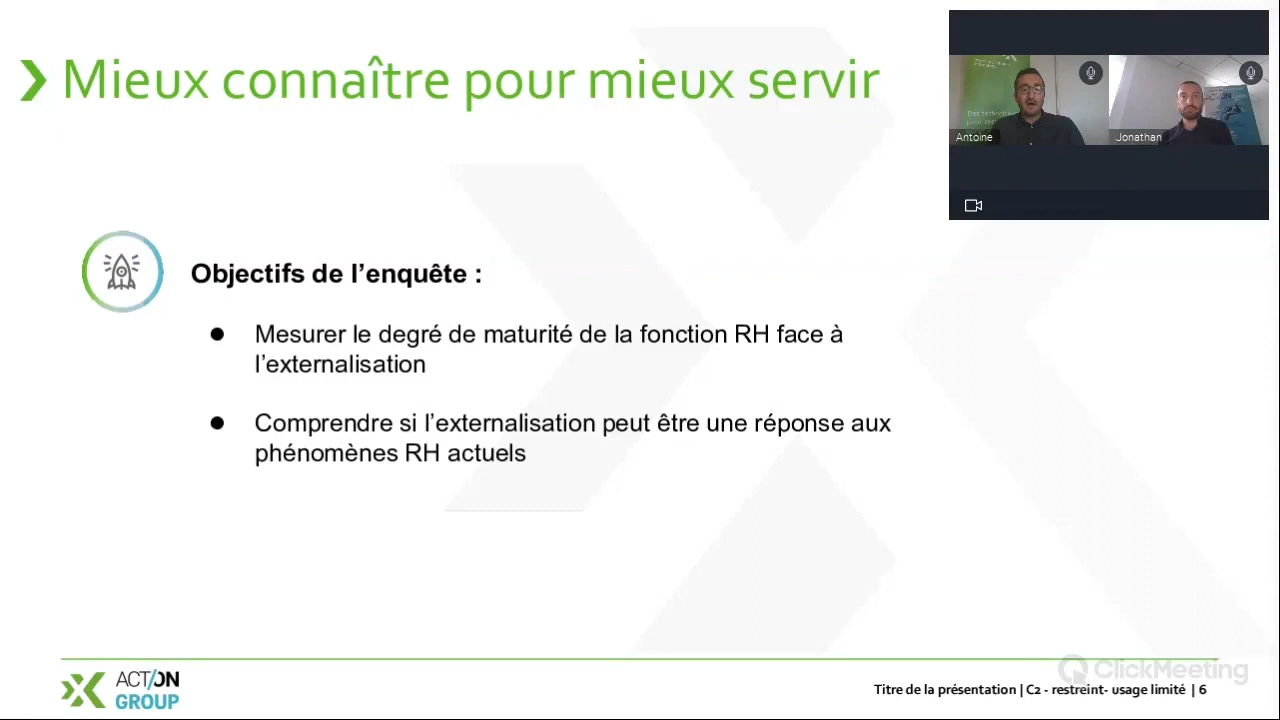 Mieux connaître pour mieux servir
Antoine
Jonathan
Objectifs de l’enquête :
● Mesurer le degré de maturité de la fonction RH face à
l’externalisation
● Comprendre si l’externalisation peut être une réponse aux
phénomènes RH actuels
ACT/ON
GROUP
ClickMeeting
Titre de la présentation | C2 - restreint- usage limité | 6